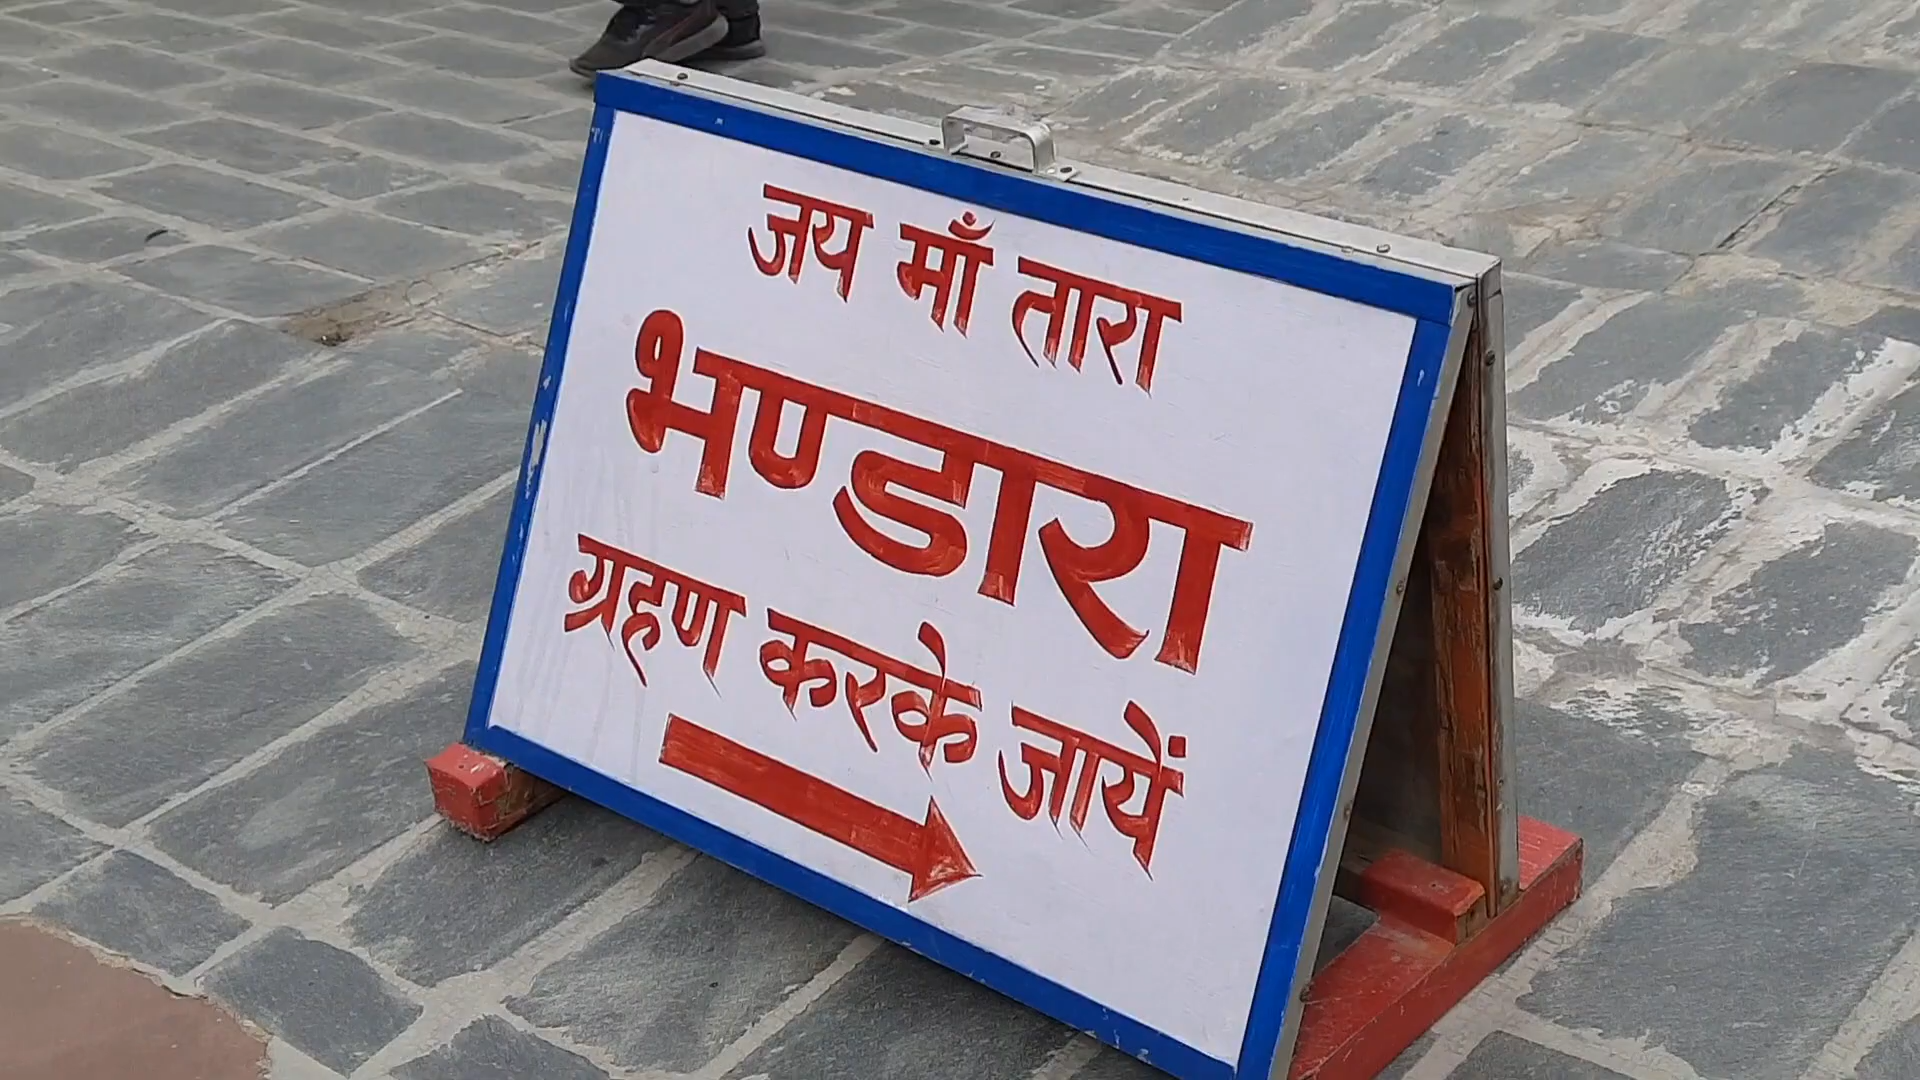 जय माँ तारा
भण्डारा
ग्रहण करके जायें